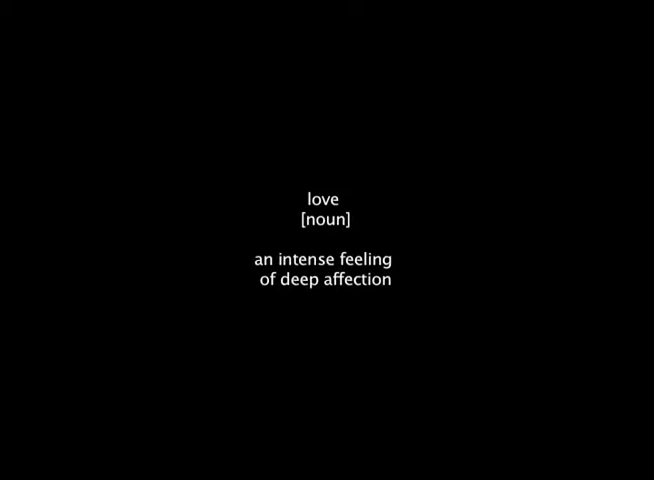 love
[noun]
an intense feeling
of deep affection